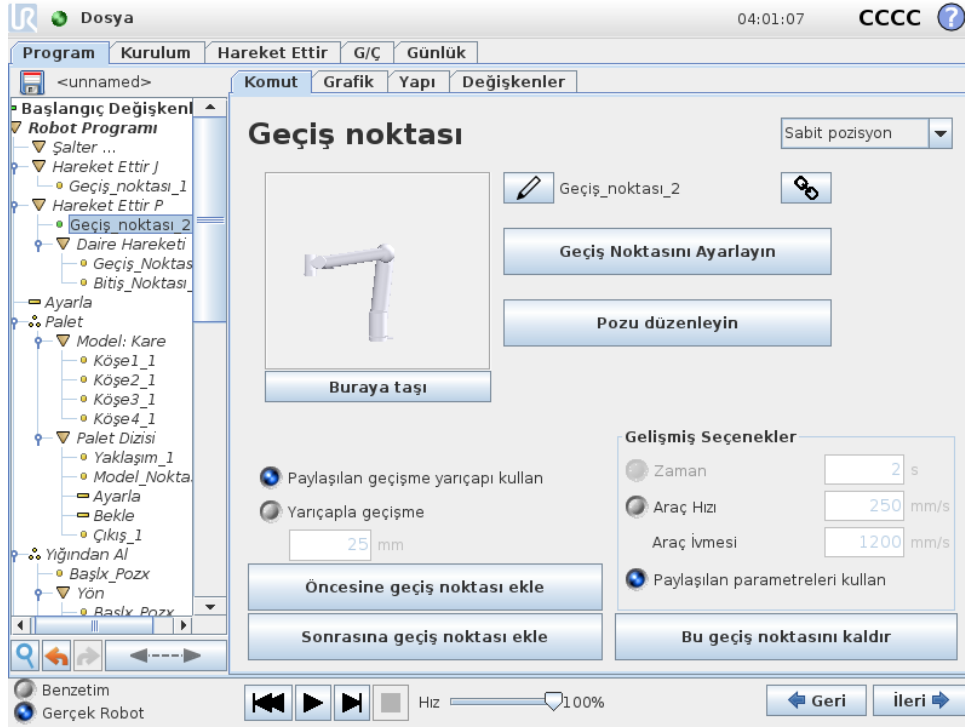 UR Dosya 04:01:07 CCCC ?
Program Kurulum Hareket Ettir G/Ç Günlük
<unnamed>
Komut Grafik Yapı Değişkenler
Başlangıç Değişkenl
Robot Programı
Şalter ...
Hareket Ettir J
Geçiş_noktası_1
Hareket Ettir P
Geçiş_noktası_2
Daire Hareketi
Geçiş_Noktas
Bitiş_Noktası_
Ayarla
Palet
Model: Kare
Köşe1_1
Köşe2_1
Köşe3_1
Köşe4_1
Palet Dizisi
Yaklaşım_1
Model_Nokta
Ayarla
Bekle
Çıkış_1
Yığından Al
Başlx_Pozx
Yön
Başlx_Pozx
Geçiş noktası
Sabit pozisyon
Geçiş_noktası_2
Geçiş Noktasını Ayarlayın
Pozu düzenleyin
Buraya taşı
Paylaşılan geçişme yarıçapı kullan
Yarıçapla geçişme
25 mm
Gelişmiş Seçenekler
Zaman 2 s
Araç Hızı 250 mm/s
Araç İvmesi 1200 mm/s
Paylaşılan parametreleri kullan
Öncesine geçiş noktası ekle
Sonrasına geçiş noktası ekle
Bu geçiş noktasını kaldır
Benzetim
Gerçek Robot
Hız 100%
Geri İleri